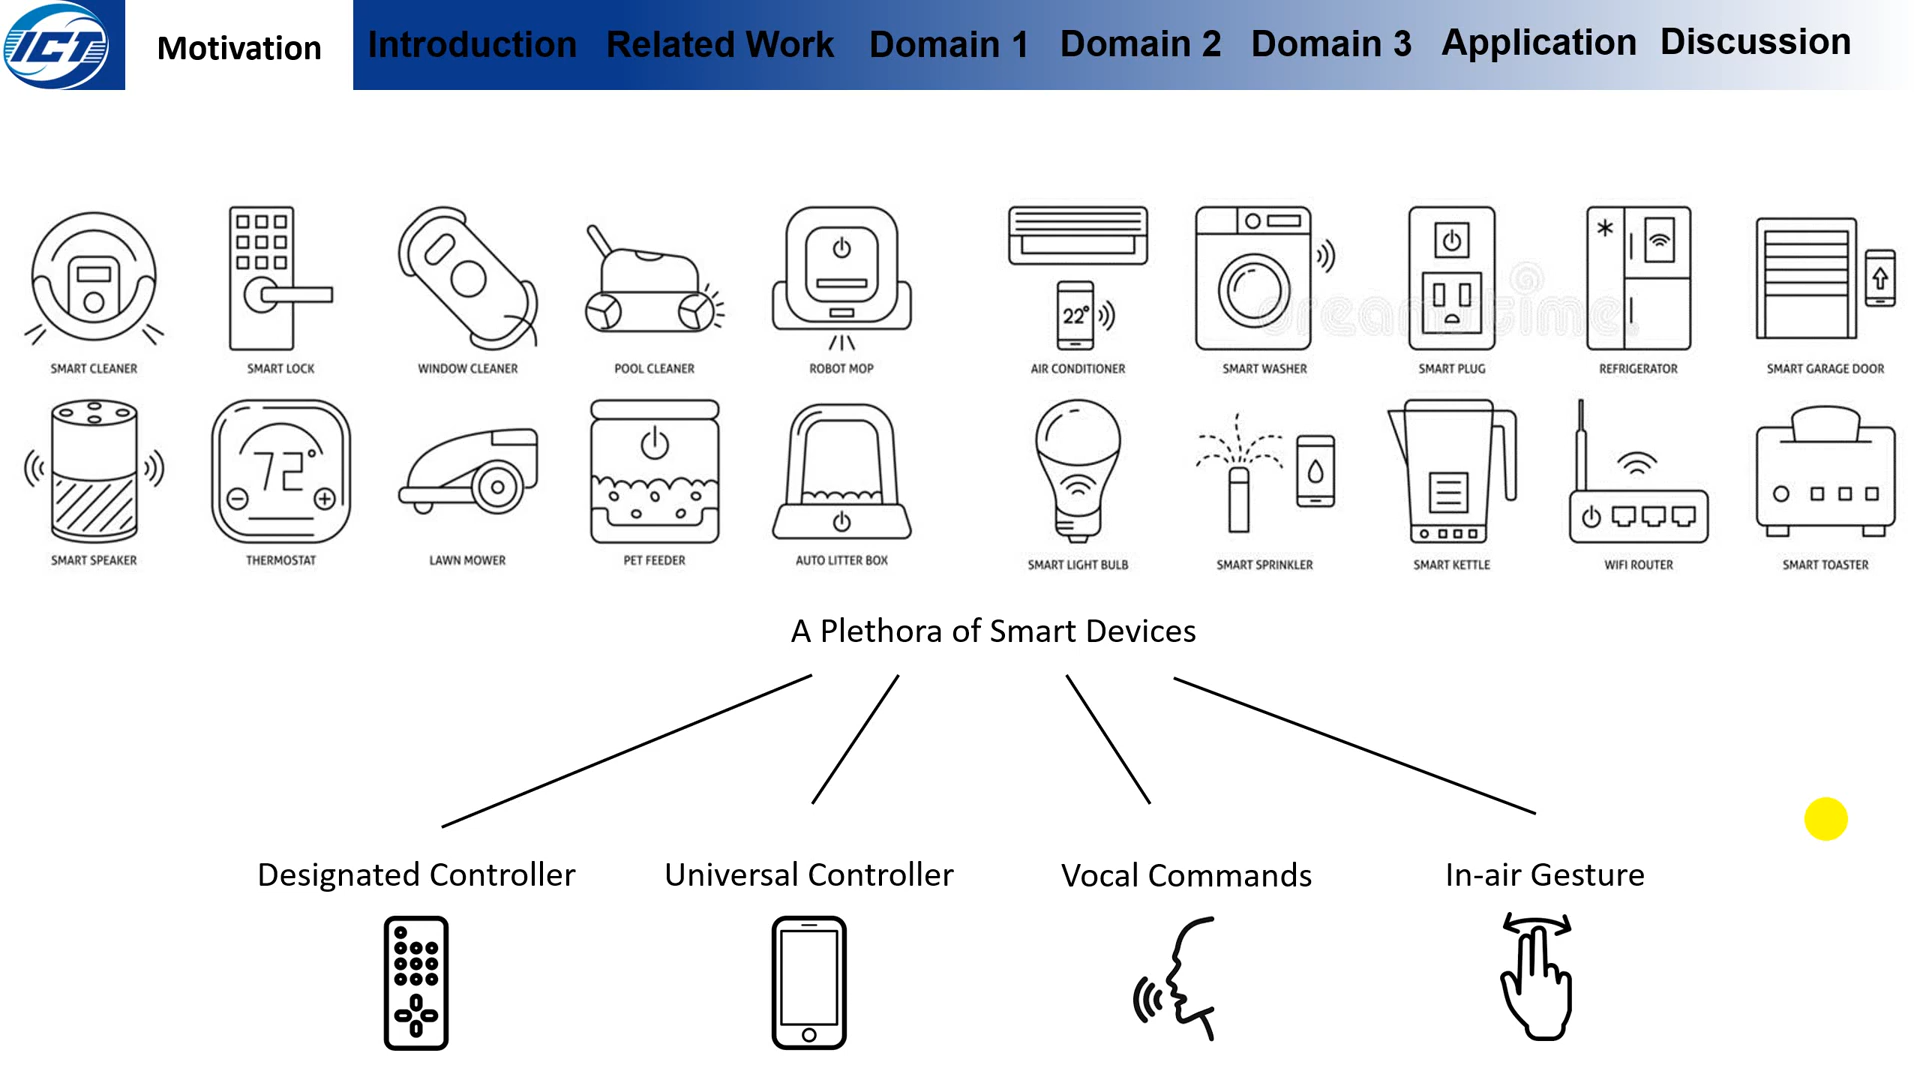 ICT
Motivation
Introduction
Related Work
Domain 1
Domain 2
Domain 3
Application
Discussion
SMART CLEANER
SMART LOCK
WINDOW CLEANER
POOL CLEANER
ROBOT MOP
22°
AIR CONDITIONER
SMART WASHER
SMART PLUG
REFRIGERATOR
SMART GARAGE DOOR
dreamstime.
SMART SPEAKER
72°
THERMOSTAT
LAWN MOWER
PET FEEDER
AUTO LITTER BOX
SMART LIGHT BULB
SMART SPRINKLER
SMART KETTLE
WIFI ROUTER
SMART TOASTER
A Plethora of Smart Devices
Designated Controller
Universal Controller
Vocal Commands
In-air Gesture